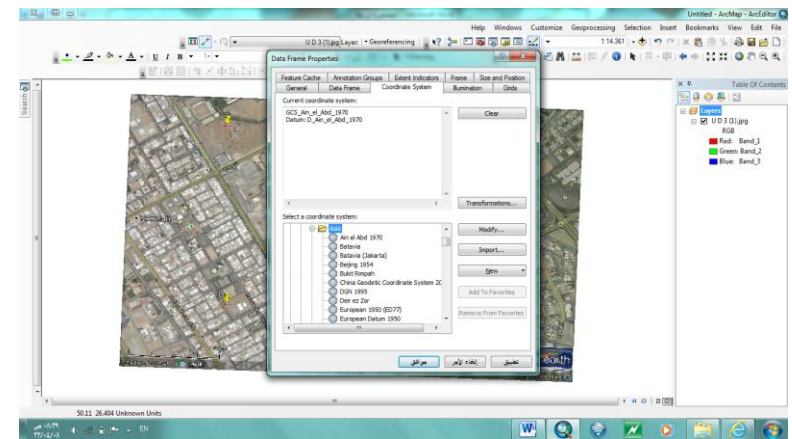 Untitled - ArcMap - ArcEditor
Help Windows Customize Geoprocessing Selection Insert Bookmarks View Edit File
U D 3 (1).jpg Layer: Georeferencing
1:14,361
A I B U
Data Frame Properties
Feature Cache Annotation Groups Extent Indicators Frame Size and Position
General Data Frame Coordinate System Illumination Grids
Current coordinate system:
GCS_Ain_el_Abd_1970
Datum: D_Ain_el_Abd_1970
Clear
Transformations...
Select a coordinate system:
Asia
Ain el Abd 1970
Batavia
Batavia (Jakarta)
Beijing 1954
Bukit Rimpah
China Geodetic Coordinate System 20
DGN 1995
Deir ez Zor
European 1950 (ED77)
European Datum 1950
Modify...
Import...
New
Add To Favorites
Remove From Favorites
موافق إلغاء الأمر تطبيق
Search
Table Of Contents
Layers
U D 3 (1).jpg
RGB
Red: Band_1
Green: Band_2
Blue: Band_3
earth
50.11 26.404 Unknown Units
EN